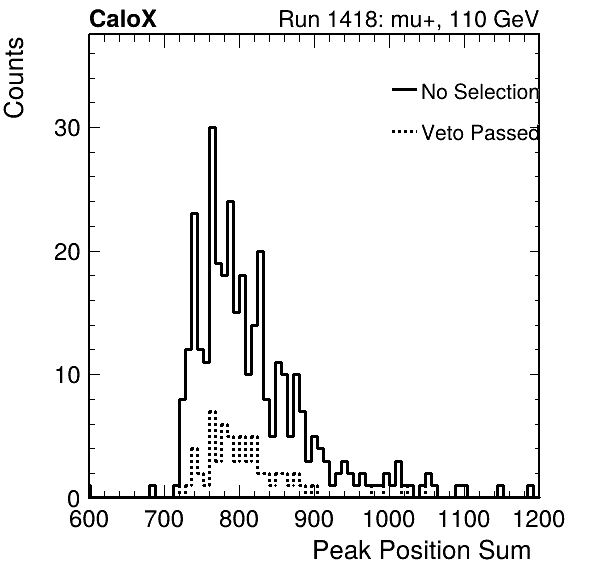 CaloX Run 1418: mu+, 110 GeV
Counts
No Selection
Veto Passed
30
20
10
0
600 700 800 900 1000 1100 1200
Peak Position Sum